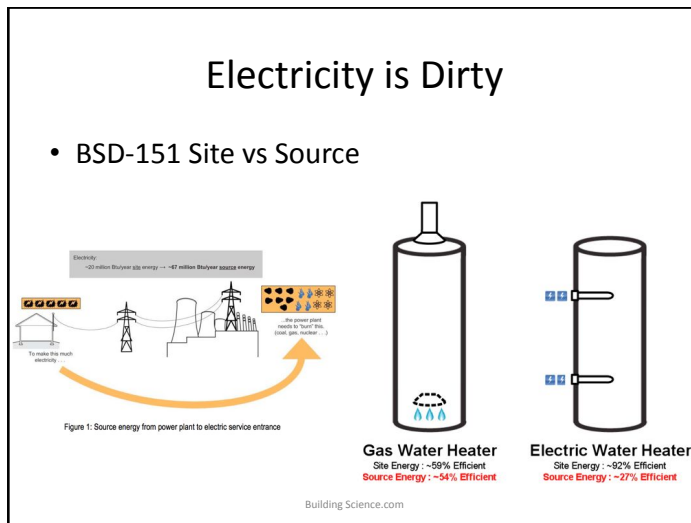 Electricity is Dirty
• BSD-151 Site vs Source
Electricity:
~20 million Btu/year site energy → ~67 million Btu/year source energy
To make this much
electricity . . .
...the power plant
needs to "burn" this,
(coal, gas, nuclear . . .)
Figure 1: Source energy from power plant to electric service entrance
Gas Water Heater
Site Energy : ~59% Efficient
Source Energy : ~54% Efficient
Electric Water Heater
Site Energy : ~92% Efficient
Source Energy : ~27% Efficient
Building Science.com